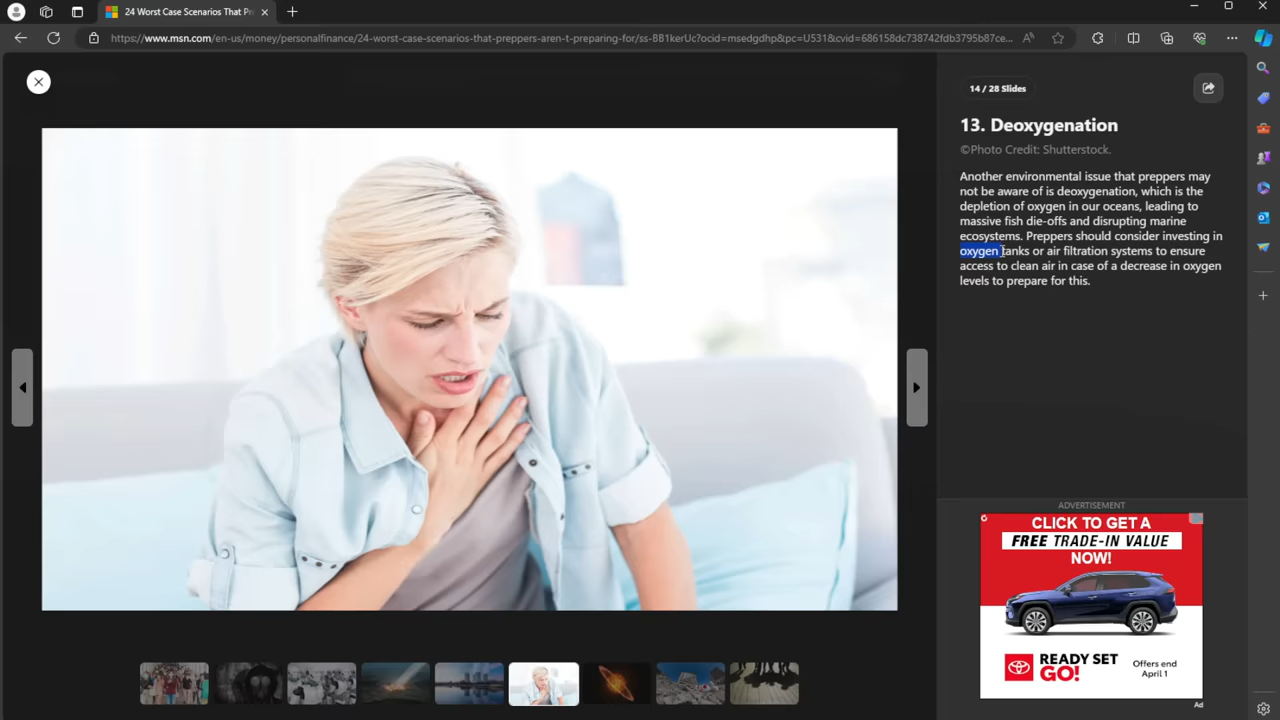 24 Worst Case Scenarios That Pr
https://www.msn.com/en-us/money/personalfinance/24-worst-case-scenarios-that-preppers-aren-t-preparing-for/ss-BB1kerUc?ocid=msedgdhp&pc=U531&cvid=686158dc738742fdb3795b87ce...
14 / 28 Slides
13. Deoxygenation
©Photo Credit: Shutterstock.
Another environmental issue that preppers may
not be aware of is deoxygenation, which is the
depletion of oxygen in our oceans, leading to
massive fish die-offs and disrupting marine
ecosystems. Preppers should consider investing in
oxygen tanks or air filtration systems to ensure
access to clean air in case of a decrease in oxygen
levels to prepare for this.
ADVERTISEMENT
CLICK TO GET A
FREE TRADE-IN VALUE
NOW!
READY SET
GO!
Offers end
April 1
Ad